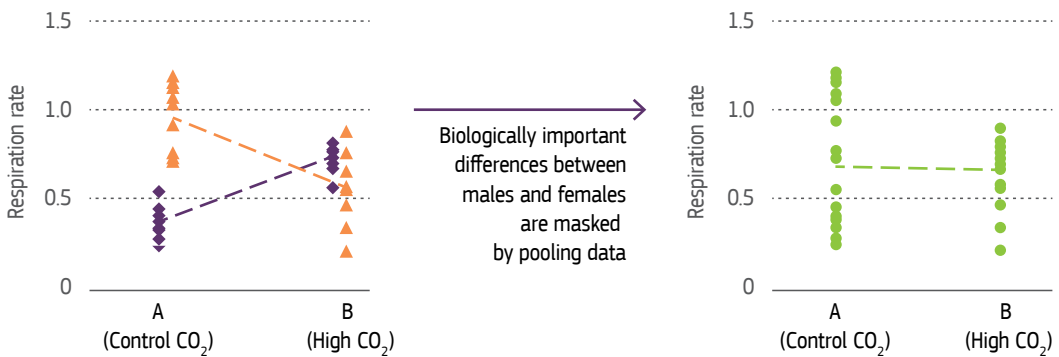 1.5
1.0
0.5
0
Respiration rate
A
(Control CO₂)
B
(High CO₂)
Biologically important
differences between
males and females
are masked
by pooling data
1.5
1.0
0.5
0
Respiration rate
A
(Control CO₂)
B
(High CO₂)